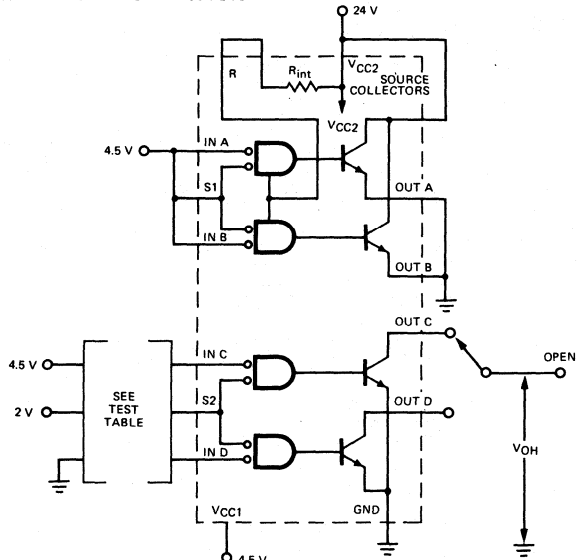 24 V
R
Rint
VCC2
SOURCE
COLLECTORS
VCC2
4.5 V
IN A
S1
OUT A
IN B
OUT B
OUT C
OPEN
4.5 V
IN C
2 V
SEE
TEST
TABLE
S2
OUT D
VOH
IN D
VCC1
GND
4.5 V